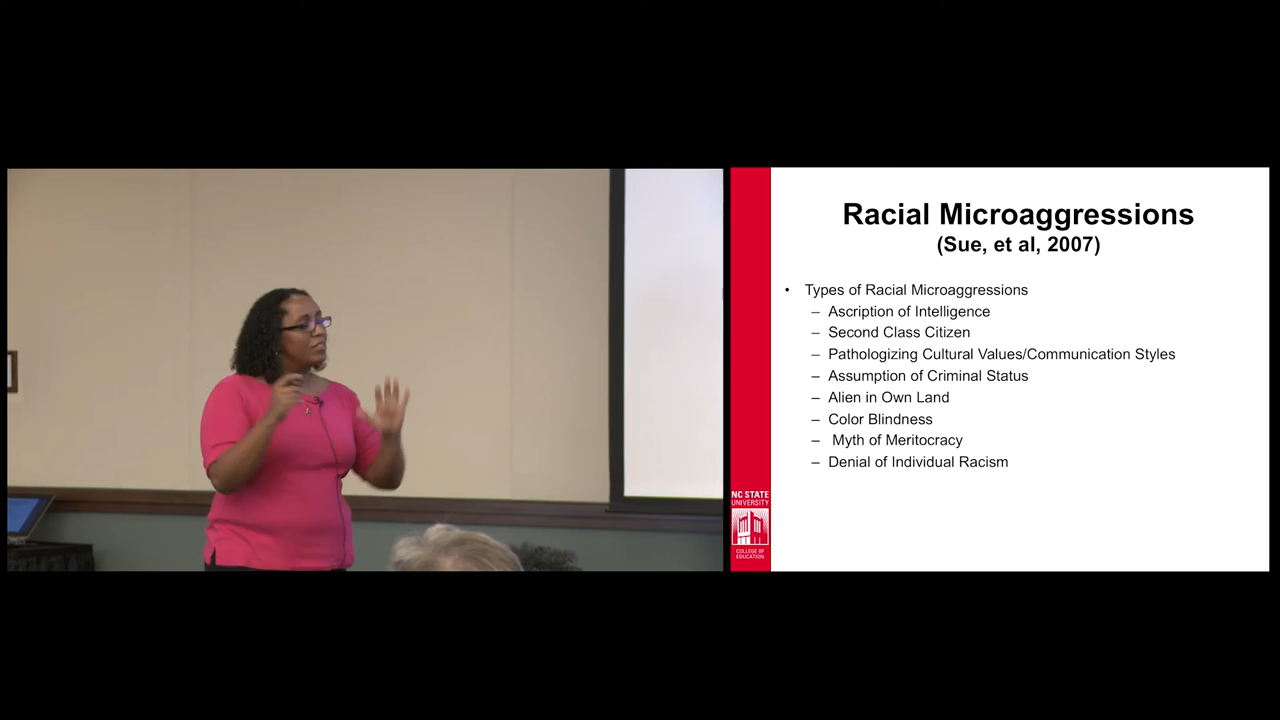 Racial Microaggressions
(Sue, et al, 2007)
• Types of Racial Microaggressions
– Ascription of Intelligence
– Second Class Citizen
– Pathologizing Cultural Values/Communication Styles
– Assumption of Criminal Status
– Alien in Own Land
– Color Blindness
– Myth of Meritocracy
– Denial of Individual Racism
NC STATE
UNIVERSITY
COLLEGE OF
EDUCATION